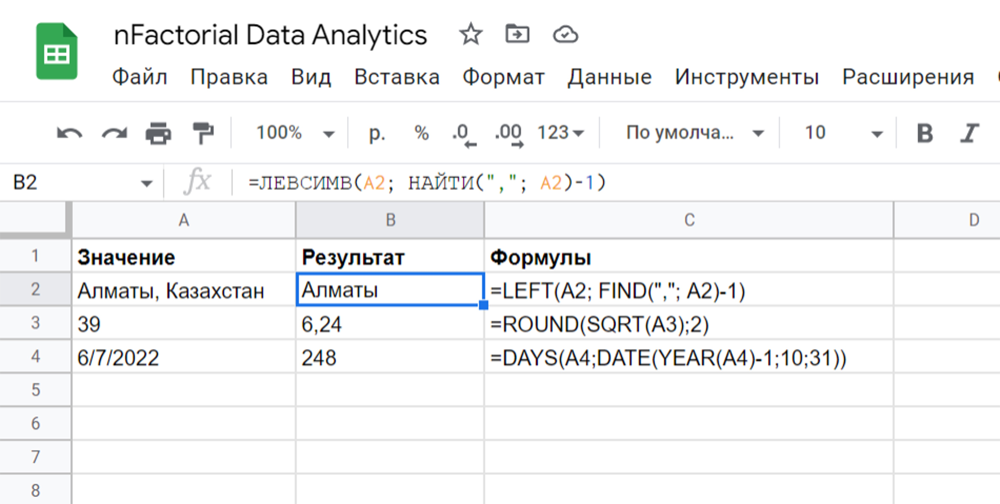 nFactorial Data Analytics
Файл Правка Вид Вставка Формат Данные Инструменты Расширения
100% р. % .0 .00 123 По умолча... 10 B I
B2 fx =ЛЕВСИМВ(A2; НАЙТИ(","; A2)-1)
A B C D
1 Значение Результат Формулы
2 Алматы, Казахстан Алматы =LEFT(A2; FIND(","; A2)-1)
3 39 6,24 =ROUND(SQRT(A3);2)
4 6/7/2022 248 =DAYS(A4;DATE(YEAR(A4)-1;10;31))
5
6
7
8